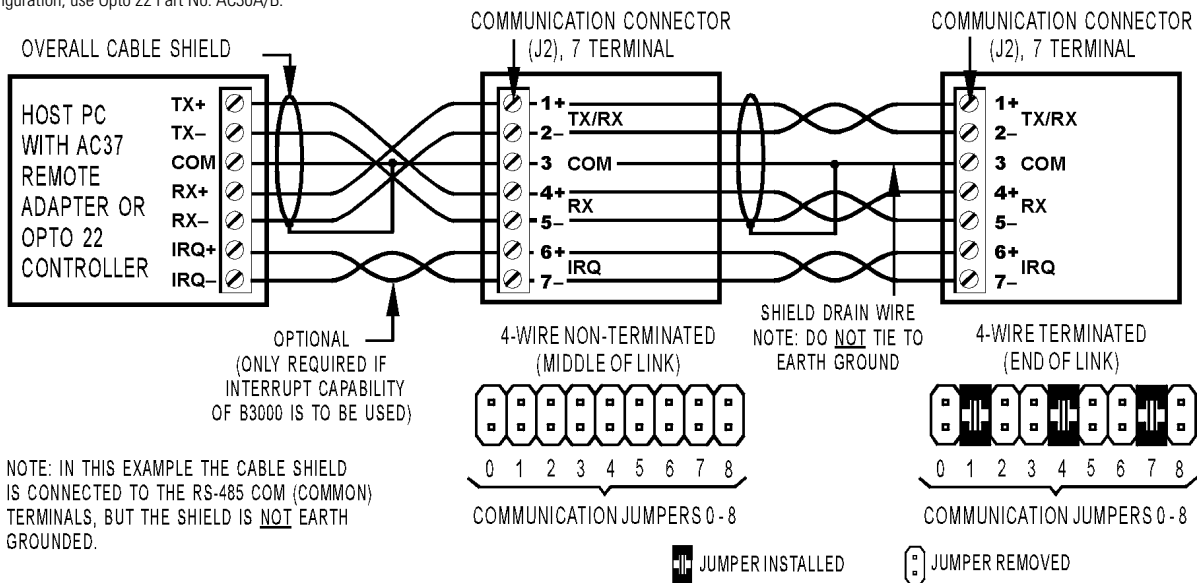 iguration, use Opto 22 Part No. AC30A/B.
COMMUNICATION CONNECTOR
(J2), 7 TERMINAL
COMMUNICATION CONNECTOR
(J2), 7 TERMINAL
OVERALL CABLE SHIELD
HOST PC
WITH AC37
REMOTE
ADAPTER OR
OPTO 22
CONTROLLER
TX+
TX–
COM
RX+
RX–
IRQ+
IRQ–
1+
TX/RX
2–
3 COM
4+
RX
5–
6+
IRQ
7–
1+
TX/RX
2–
3 COM
4+
RX
5–
6+
IRQ
7–
OPTIONAL
(ONLY REQUIRED IF
INTERRUPT CAPABILITY
OF B3000 IS TO BE USED)
4-WIRE NON-TERMINATED
(MIDDLE OF LINK)
SHIELD DRAIN WIRE
NOTE: DO NOT TIE TO
EARTH GROUND
4-WIRE TERMINATED
(END OF LINK)
0 1 2 3 4 5 6 7 8
COMMUNICATION JUMPERS 0 - 8
0 1 2 3 4 5 6 7 8
COMMUNICATION JUMPERS 0 - 8
NOTE: IN THIS EXAMPLE THE CABLE SHIELD
IS CONNECTED TO THE RS-485 COM (COMMON)
TERMINALS, BUT THE SHIELD IS NOT EARTH
GROUNDED.
JUMPER INSTALLED
JUMPER REMOVED